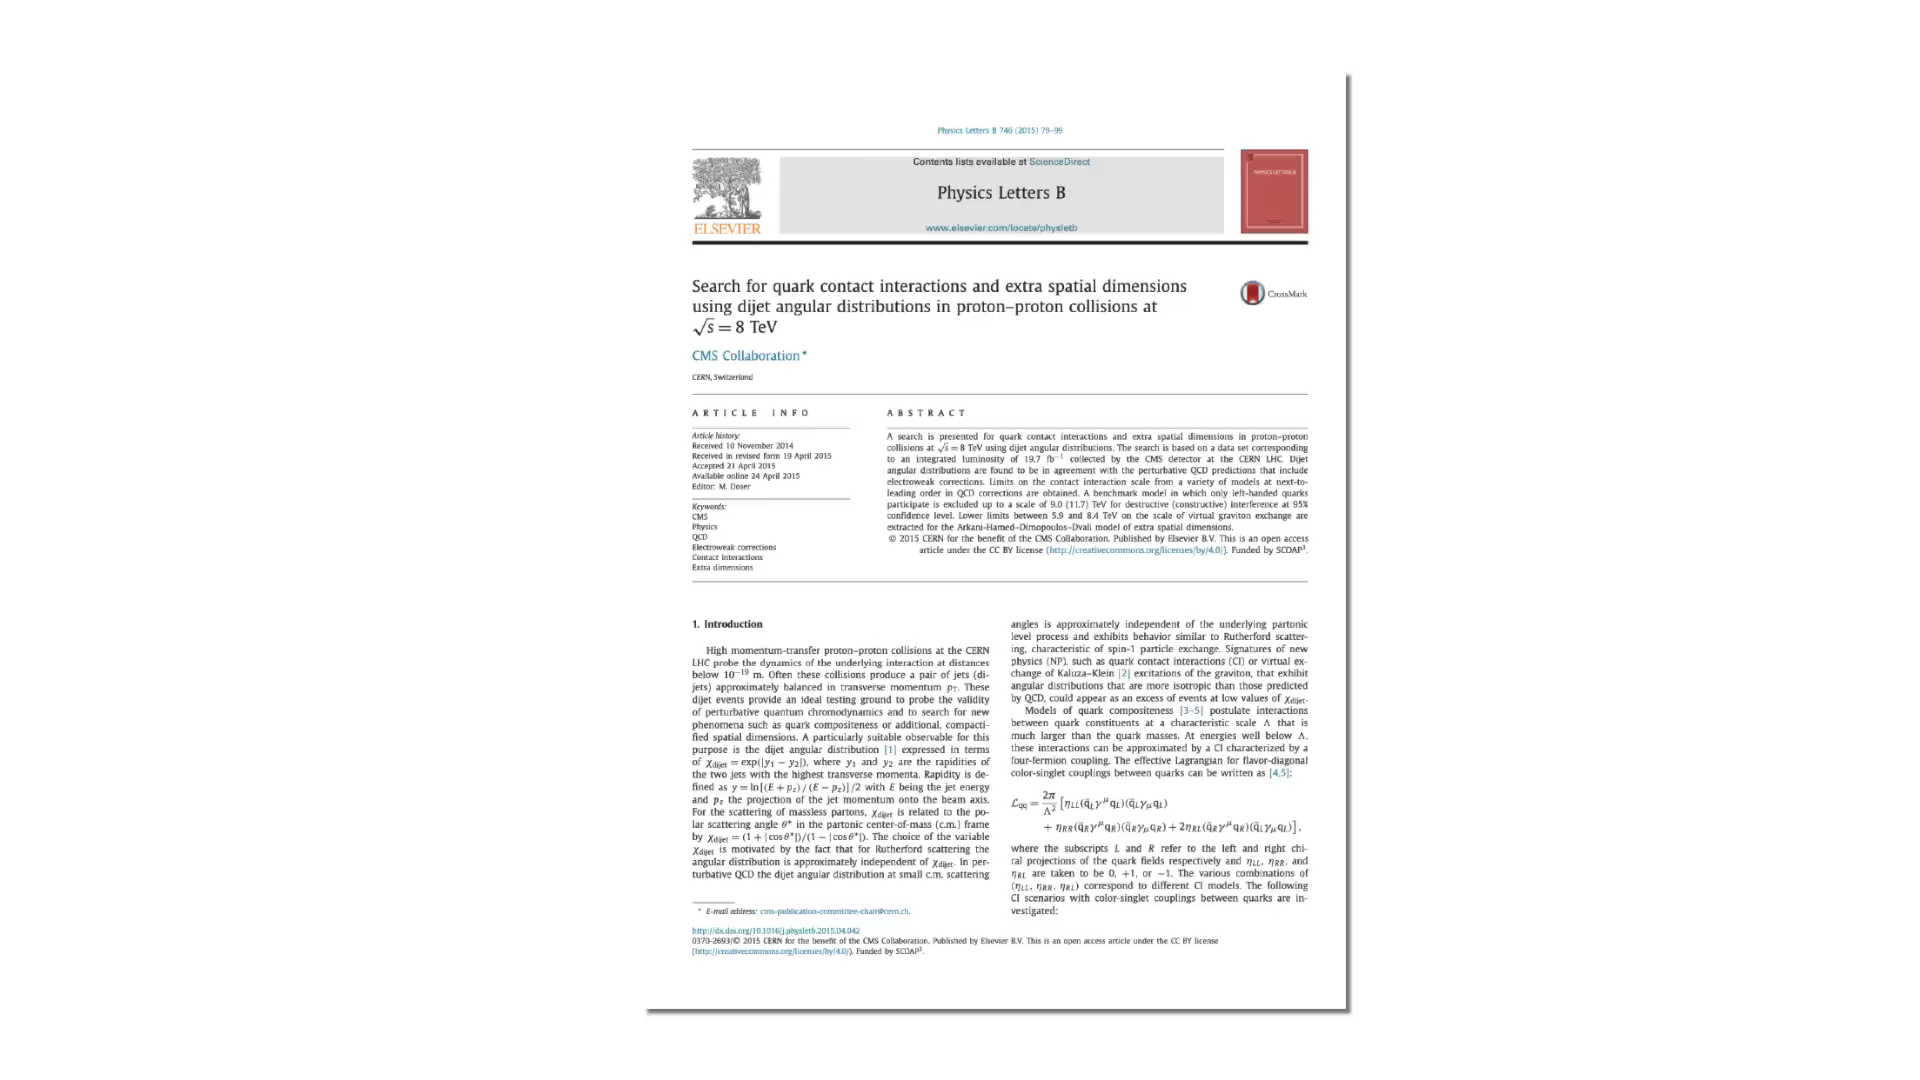 Physics Letters B 746 (2015) 79–99
Contents lists available at ScienceDirect
Physics Letters B
www.elsevier.com/locate/physletb
ELSEVIER
PHYSICS LETTERS B
Search for quark contact interactions and extra spatial dimensions
using dijet angular distributions in proton–proton collisions at
√s = 8 TeV
CrossMark
CMS Collaboration *
CERN, Switzerland
ARTICLE INFO
Article history:
Received 10 November 2014
Received in revised form 19 April 2015
Accepted 21 April 2015
Available online 24 April 2015
Editor: M. Doser
Keywords:
CMS
Physics
QCD
Electroweak corrections
Contact interactions
Extra dimensions
ABSTRACT
A search is presented for quark contact interactions and extra spatial dimensions in proton–proton
collisions at √s = 8 TeV using dijet angular distributions. The search is based on a data set corresponding
to an integrated luminosity of 19.7 fb⁻¹ collected by the CMS detector at the CERN LHC. Dijet
angular distributions are found to be in agreement with the perturbative QCD predictions that include
electroweak corrections. Limits on the contact interaction scale from a variety of models at next-to-
leading order in QCD corrections are obtained. A benchmark model in which only left-handed quarks
participate is excluded up to a scale of 9.0 (11.7) TeV for destructive (constructive) interference at 95%
confidence level. Lower limits between 5.9 and 8.4 TeV on the scale of virtual graviton exchange are
extracted for the Arkani-Hamed–Dimopoulos–Dvali model of extra spatial dimensions.
© 2015 CERN for the benefit of the CMS Collaboration. Published by Elsevier B.V. This is an open access
article under the CC BY license (http://creativecommons.org/licenses/by/4.0/). Funded by SCOAP³.
1. Introduction
High momentum-transfer proton–proton collisions at the CERN
LHC probe the dynamics of the underlying interaction at distances
below 10⁻¹⁹ m. Often these collisions produce a pair of jets (di-
jets) approximately balanced in transverse momentum pT. These
dijet events provide an ideal testing ground to probe the validity
of perturbative quantum chromodynamics and to search for new
phenomena such as quark compositeness or additional, compacti-
fied spatial dimensions. A particularly suitable observable for this
purpose is the dijet angular distribution [1] expressed in terms
of χdijet = exp(|y1 − y2|), where y1 and y2 are the rapidities of
the two jets with the highest transverse momenta. Rapidity is de-
fined as y = ln[(E + pz)/(E − pz)]/2 with E being the jet energy
and pz the projection of the jet momentum onto the beam axis.
For the scattering of massless partons, χdijet is related to the po-
lar scattering angle θ* in the partonic center-of-mass (c.m.) frame
by χdijet = (1 + |cos θ*|)/(1 − |cos θ*|). The choice of the variable
χdijet is motivated by the fact that for Rutherford scattering the
angular distribution is approximately independent of χdijet. In per-
turbative QCD the dijet angular distribution at small c.m. scattering
angles is approximately independent of the underlying partonic
level process and exhibits behavior similar to Rutherford scatter-
ing, characteristic of spin-1 particle exchange. Signatures of new
physics (NP), such as quark contact interactions (CI) or virtual ex-
change of Kaluza–Klein [2] excitations of the graviton, that exhibit
angular distributions that are more isotropic than those predicted
by QCD, could appear as an excess of events at low values of χdijet.
Models of quark compositeness [3–5] postulate interactions
between quark constituents at a characteristic scale Λ that is
much larger than the quark masses. At energies well below Λ,
these interactions can be approximated by a CI characterized by a
four-fermion coupling. The effective Lagrangian for flavor-diagonal
color-singlet couplings between quarks can be written as [4,5]:
ℒqq = 2π/Λ² [ηLL(q̄Lγ^μqL)(q̄Lγμ qL)
+ ηRR(q̄Rγ^μqR)(q̄Rγμ qR) + 2ηRL(q̄Rγ^μqR)(q̄Lγμ qL)],
where the subscripts L and R refer to the left and right chi-
ral projections of the quark fields respectively and ηLL, ηRR, and
ηRL are taken to be 0, +1, or −1. The various combinations of
(ηLL, ηRR, ηRL) correspond to different CI models. The following
CI scenarios with color-singlet couplings between quarks are in-
vestigated:
* E-mail address: cms-publication-committee-chair@cern.ch.
http://dx.doi.org/10.1016/j.physletb.2015.04.042
0370-2693/© 2015 CERN for the benefit of the CMS Collaboration. Published by Elsevier B.V. This is an open access article under the CC BY license
(http://creativecommons.org/licenses/by/4.0/). Funded by SCOAP³.